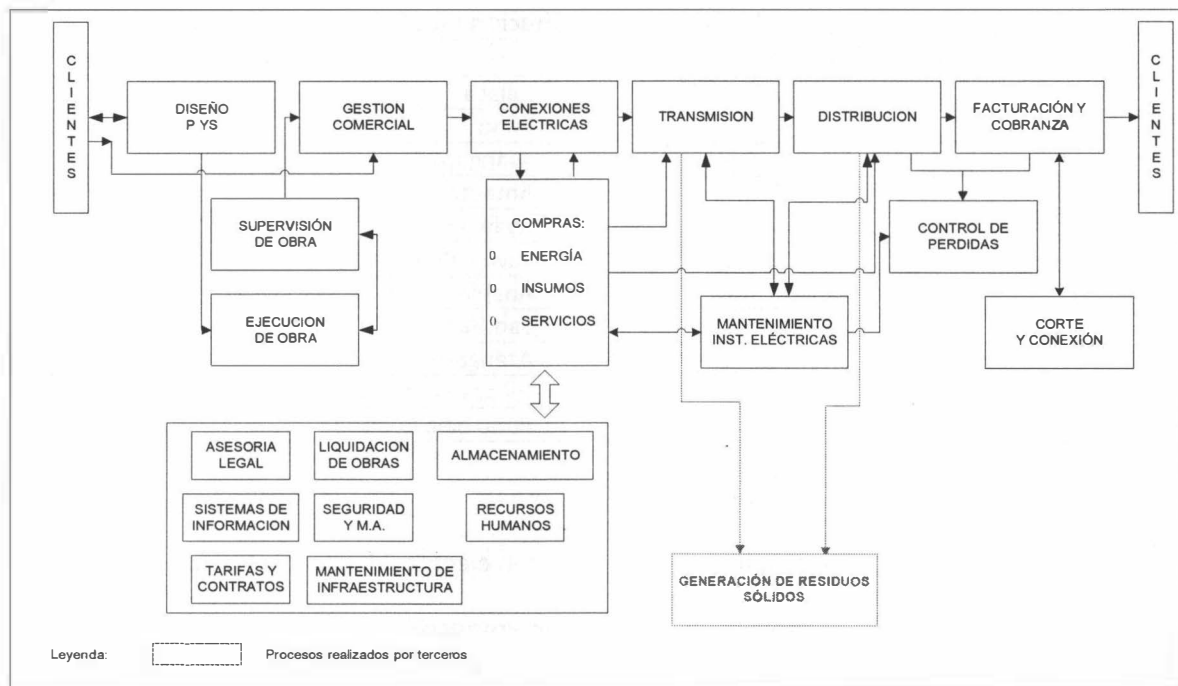 CLIENTES
DISEÑO
P YS
GESTION
COMERCIAL
CONEXIONES
ELECTRICAS
TRANSMISION
DISTRIBUCION
FACTURACIÓN Y
COBRANZA
CLIENTES
SUPERVISIÓN
DE OBRA
EJECUCION
DE OBRA
COMPRAS:
0 ENERGÍA
0 INSUMOS
0 SERVICIOS
CONTROL DE
PERDIDAS
MANTENIMIENTO
INST. ELÉCTRICAS
CORTE
Y CONEXIÓN
ASESORIA
LEGAL
LIQUIDACION
DE OBRAS
ALMACENAMIENTO
SISTEMAS DE
INFORMACION
SEGURIDAD
Y M.A.
RECURSOS
HUMANOS
TARIFAS Y
CONTRATOS
MANTENIMIENTO DE
INFRAESTRUCTURA
GENERACIÓN DE RESIDUOS
SÓLIDOS
Leyenda: Procesos realizados por terceros